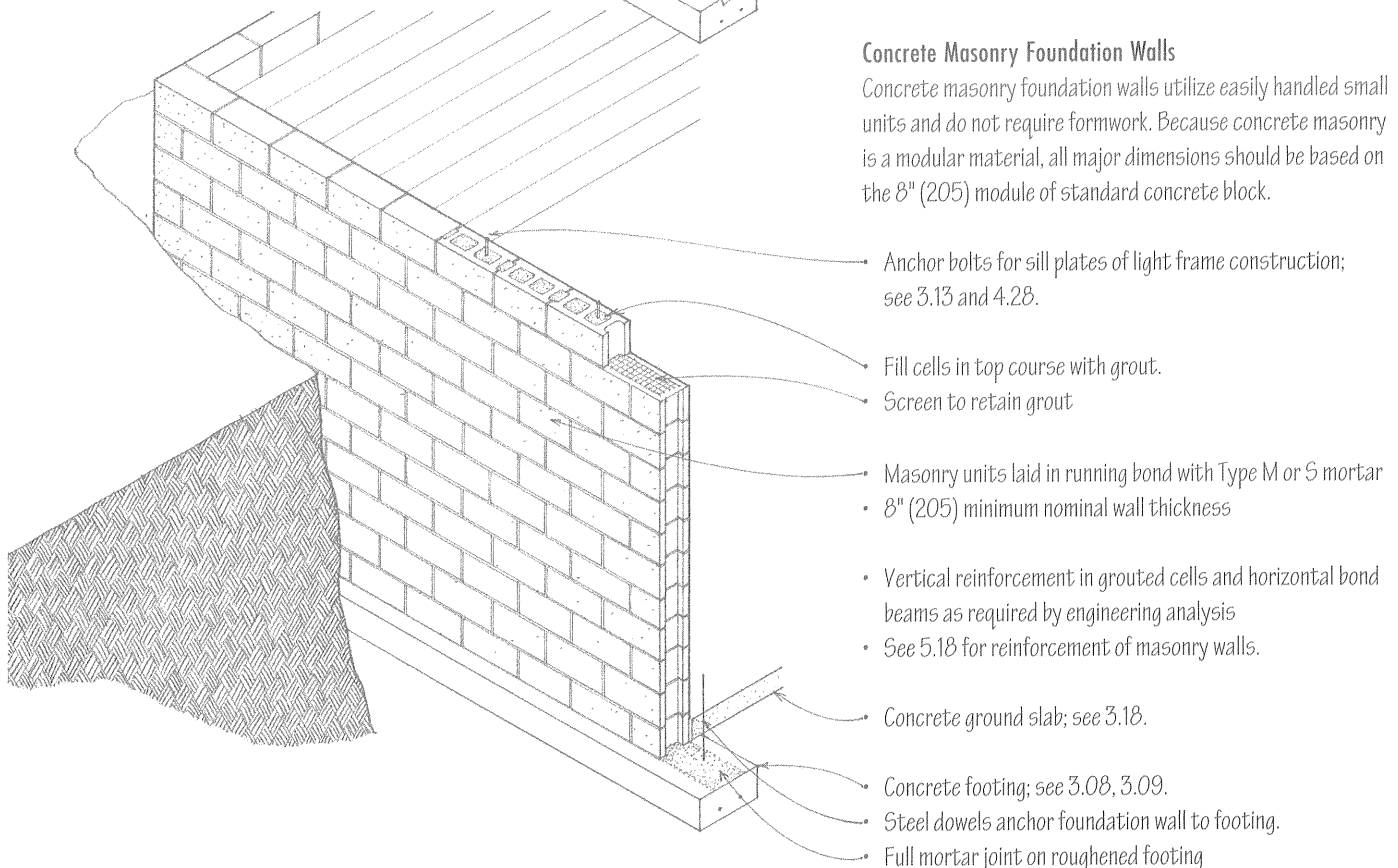 Concrete Masonry Foundation Walls
Concrete masonry foundation walls utilize easily handled small
units and do not require formwork. Because concrete masonry
is a modular material, all major dimensions should be based on
the 8" (205) module of standard concrete block.
• Anchor bolts for sill plates of light frame construction;
see 3.13 and 4.28.
• Fill cells in top course with grout.
• Screen to retain grout
• Masonry units laid in running bond with Type M or S mortar
• 8" (205) minimum nominal wall thickness
• Vertical reinforcement in grouted cells and horizontal bond
beams as required by engineering analysis
• See 5.18 for reinforcement of masonry walls.
• Concrete ground slab; see 3.18.
• Concrete footing; see 3.08, 3.09.
• Steel dowels anchor foundation wall to footing.
• Full mortar joint on roughened footing